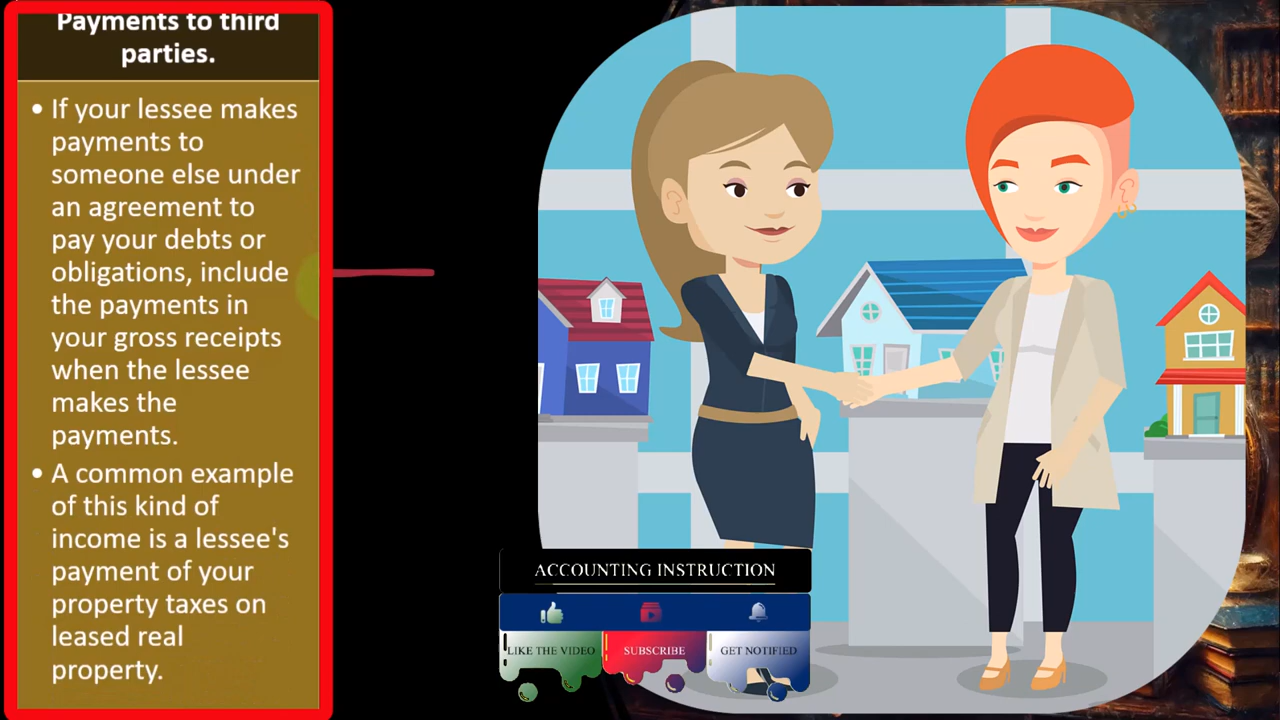 Payments to third
parties.
• If your lessee makes
payments to
someone else under
an agreement to
pay your debts or
obligations, include
the payments in
your gross receipts
when the lessee
makes the
payments.
• A common example
of this kind of
income is a lessee's
payment of your
property taxes on
leased real
property.
ACCOUNTING INSTRUCTION
LIKE THE VIDEO
SUBSCRIBE
GET NOTIFIED